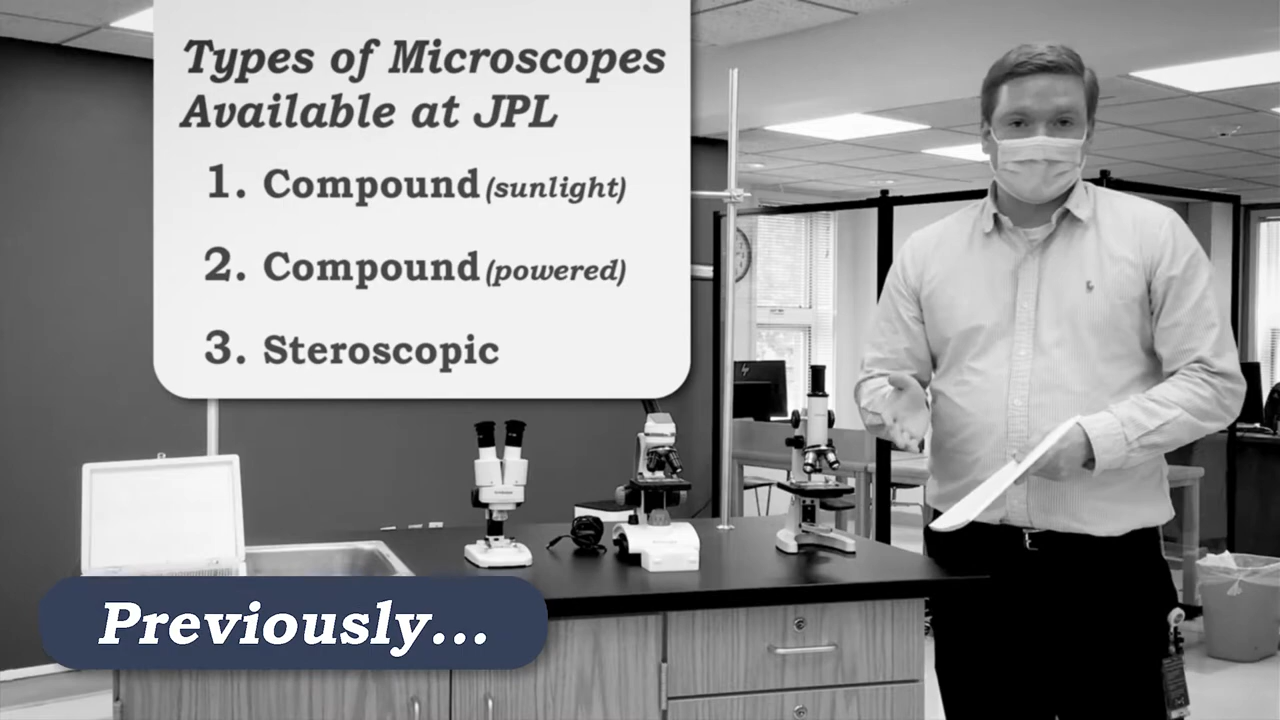 Types of Microscopes
Available at JPL
1. Compound (sunlight)
2. Compound (powered)
3. Steroscopic
Previously...